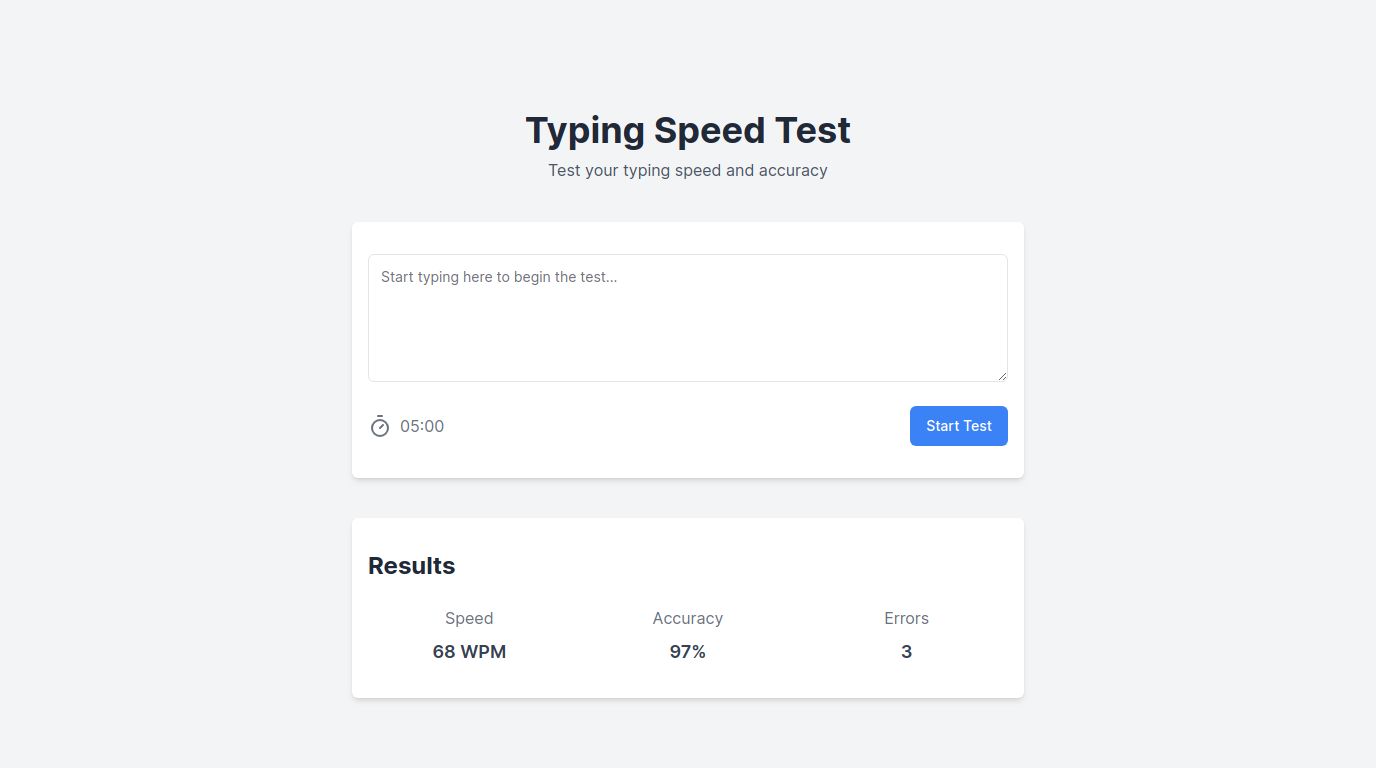 Typing Speed Test
Test your typing speed and accuracy
Start typing here to begin the test...
05:00
Start Test
Results
Speed
Accuracy
Errors
68 WPM
97%
3